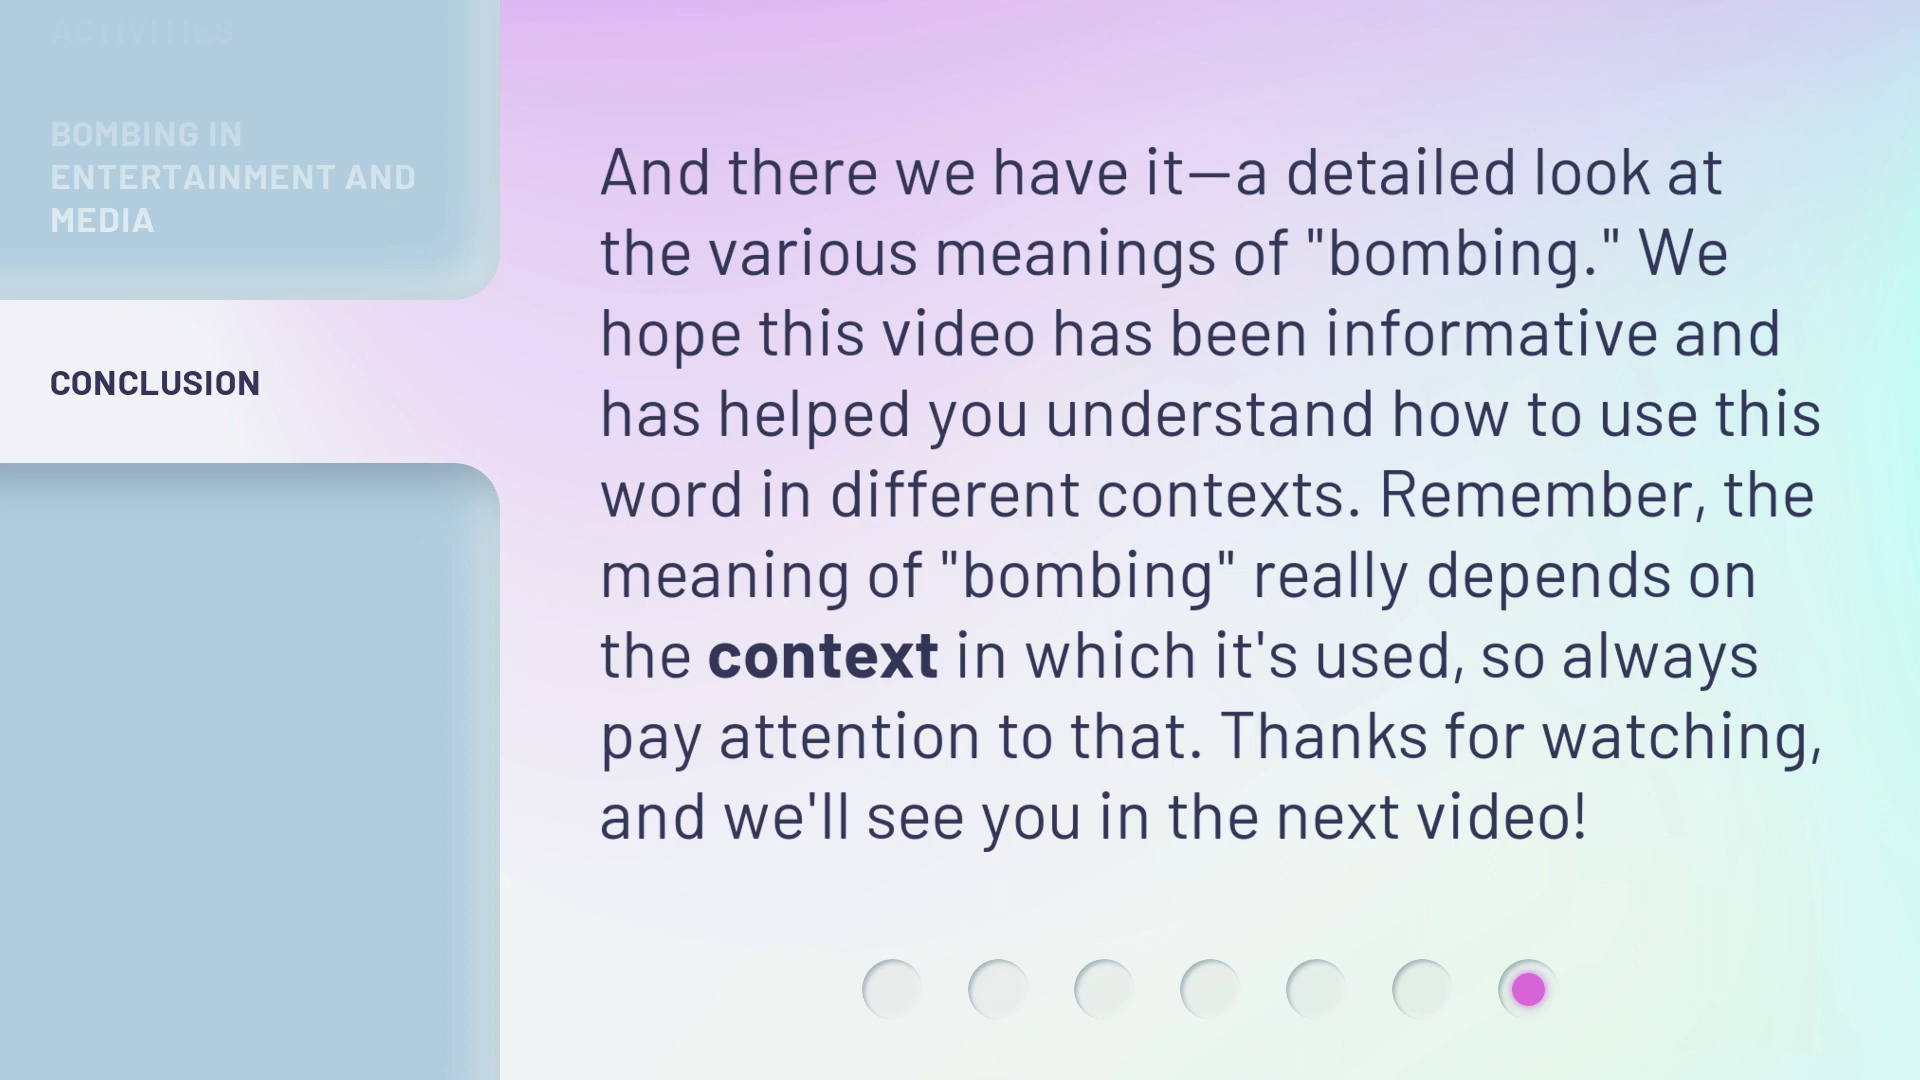 ACTIVITIES
BOMBING IN
ENTERTAINMENT AND
MEDIA
CONCLUSION
And there we have it—a detailed look at
the various meanings of "bombing." We
hope this video has been informative and
has helped you understand how to use this
word in different contexts. Remember, the
meaning of "bombing" really depends on
the context in which it's used, so always
pay attention to that. Thanks for watching,
and we'll see you in the next video!